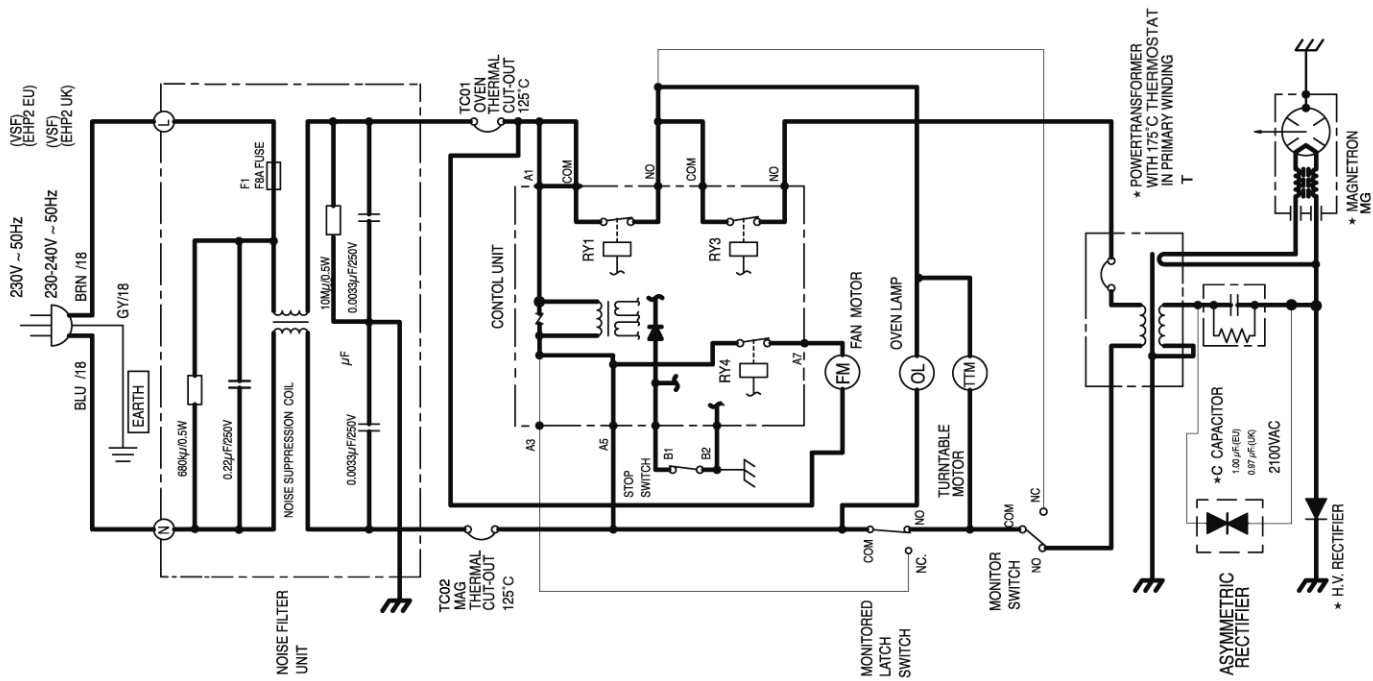 230V ~ 50Hz
(VSF)
(EHP2 EU)
230-240V ~ 50Hz
(VSF)
(EHP2 UK)
BRN /18
GY/18
BLU /18
EARTH
L
N
F1
F8A FUSE
680kμ/0.5W
0.22μF/250V
NOISE SUPPRESSION COIL
10Mμ/0.5W
0.0033μF/250V
μF
0.0033μF/250V
NOISE FILTER
UNIT
TC01
OVEN
THERMAL
CUT-OUT
125°C
TC02
MAG
THERMAL
CUT-OUT
125°C
CONTOL UNIT
A1
COM
NO
COM
NO
RY1
RY3
RY4
A7
A3
A5
B1
B2
STOP
SWITCH
FM
FAN MOTOR
OL
OVEN LAMP
TTM
TURNTABLE
MOTOR
COM
NO
NC.
MONITORED
LATCH
SWITCH
COM
NC
NO
MONITOR
SWITCH
★ POWERTRANSFORMER
WITH 175°C THERMOSTAT
IN PRIMARY WINDING
T
★ MAGNETRON
MG
★C CAPACITOR
1.00 μF:(EU)
0.97 μF:(UK)
2100VAC
ASYMMETRIC
RECTIFIER
★ H.V. RECTIFIER